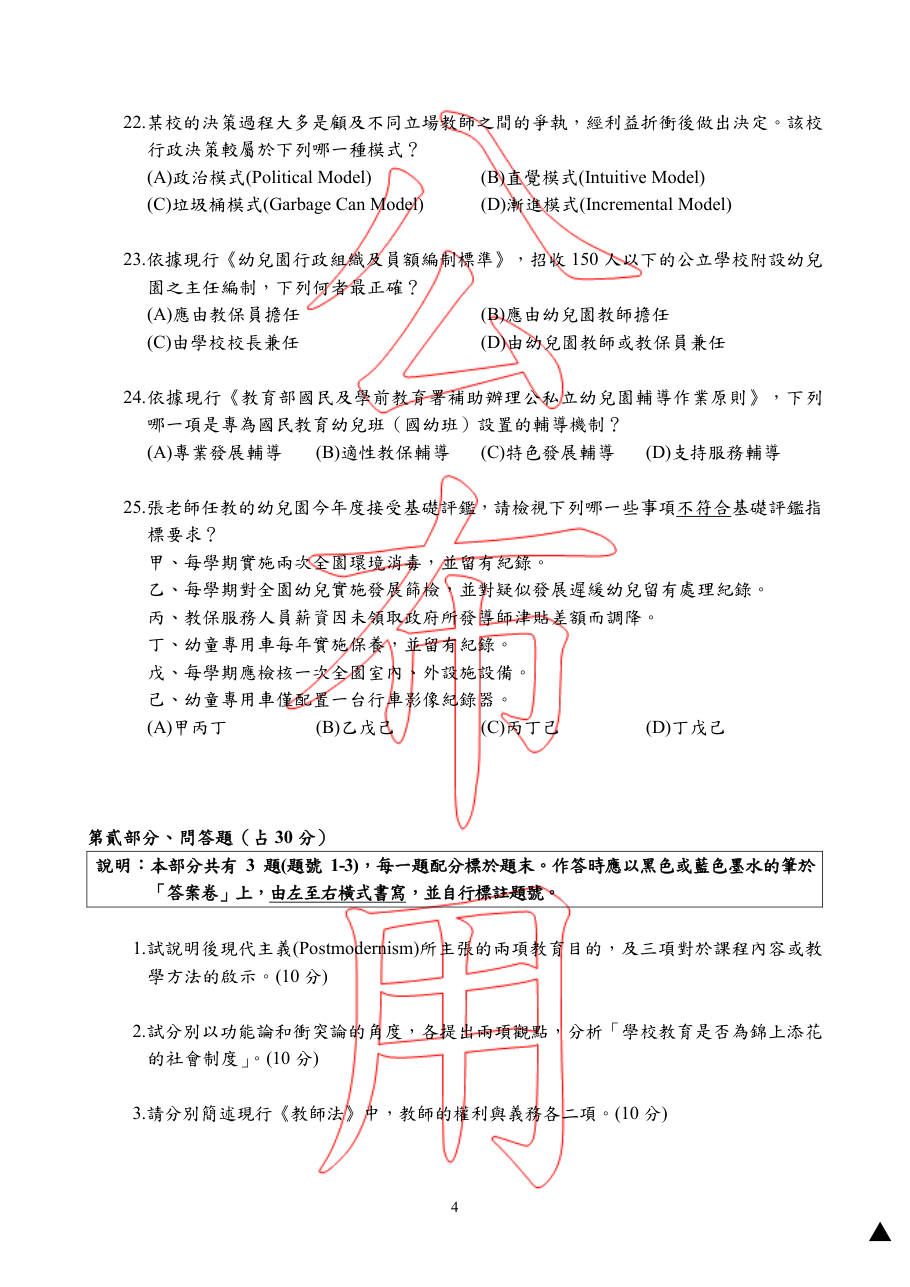 22.某校的決策過程大多是顧及不同立場教師之間的爭執，經利益折衝後做出決定。該校
行政決策較屬於下列哪一種模式？
(A)政治模式(Political Model) (B)直覺模式(Intuitive Model)
(C)垃圾桶模式(Garbage Can Model) (D)漸進模式(Incremental Model)
23.依據現行《幼兒園行政組織及員額編制標準》，招收 150 人以下的公立學校附設幼兒
園之主任編制，下列何者最正確？
(A)應由教保員擔任 (B)應由幼兒園教師擔任
(C)由學校校長兼任 (D)由幼兒園教師或教保員兼任
24.依據現行《教育部國民及學前教育署補助辦理公私立幼兒園輔導作業原則》，下列
哪一項是專為國民教育幼兒班（國幼班）設置的輔導機制？
(A)專業發展輔導 (B)適性教保輔導 (C)特色發展輔導 (D)支持服務輔導
25.張老師任教的幼兒園今年度接受基礎評鑑，請檢視下列哪一些事項不符合基礎評鑑指
標要求？
甲、每學期實施兩次全園環境消毒，並留有紀錄。
乙、每學期對全園幼兒實施發展篩檢，並對疑似發展遲緩幼兒留有處理紀錄。
丙、教保服務人員薪資因未領取政府所發導師津貼差額而調降。
丁、幼童專用車每年實施保養，並留有紀錄。
戊、每學期應檢核一次全園室內、外設施設備。
己、幼童專用車僅配置一台行車影像紀錄器。
(A)甲丙丁 (B)乙戊己 (C)丙丁己 (D)丁戊己
第貳部分、問答題（占 30 分）
說明：本部分共有 3 題(題號 1-3)，每一題配分標於題末。作答時應以黑色或藍色墨水的筆於
「答案卷」上，由左至右橫式書寫，並自行標註題號。
1.試說明後現代主義(Postmodernism)所主張的兩項教育目的，及三項對於課程內容或教
學方法的啟示。(10 分)
2.試分別以功能論和衝突論的角度，各提出兩項觀點，分析「學校教育是否為錦上添花
的社會制度」。(10 分)
3.請分別簡述現行《教師法》中，教師的權利與義務各二項。(10 分)
4
公
布
用